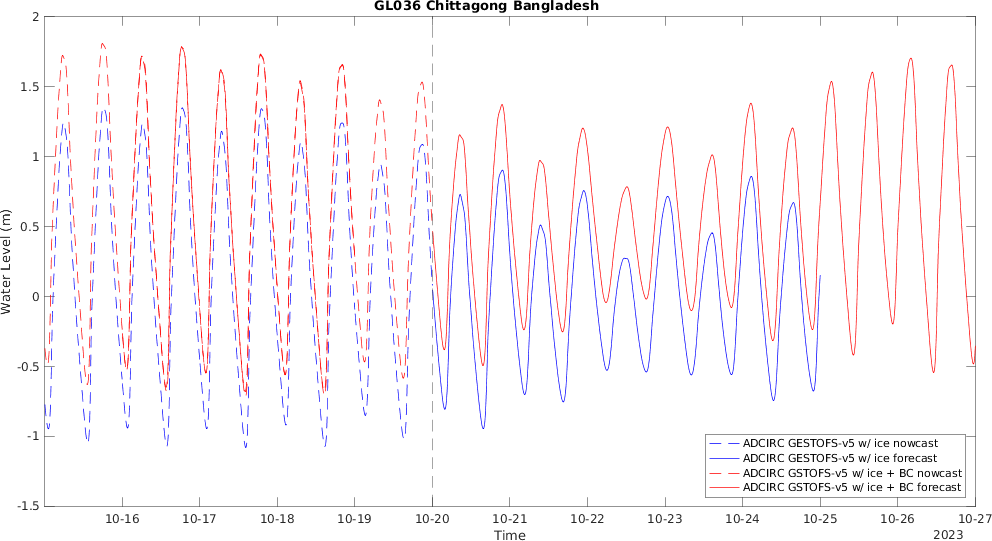 GL036 Chittagong Bangladesh
2
1.5
1
0.5
0
-0.5
-1
-1.5
Water Level (m)
ADCIRC GESTOFS-v5 w/ ice nowcast
ADCIRC GESTOFS-v5 w/ ice forecast
ADCIRC GSTOFS-v5 w/ ice + BC nowcast
ADCIRC GSTOFS-v5 w/ ice + BC forecast
10-16 10-17 10-18 10-19 10-20 10-21 10-22 10-23 10-24 10-25 10-26 10-27
Time
2023